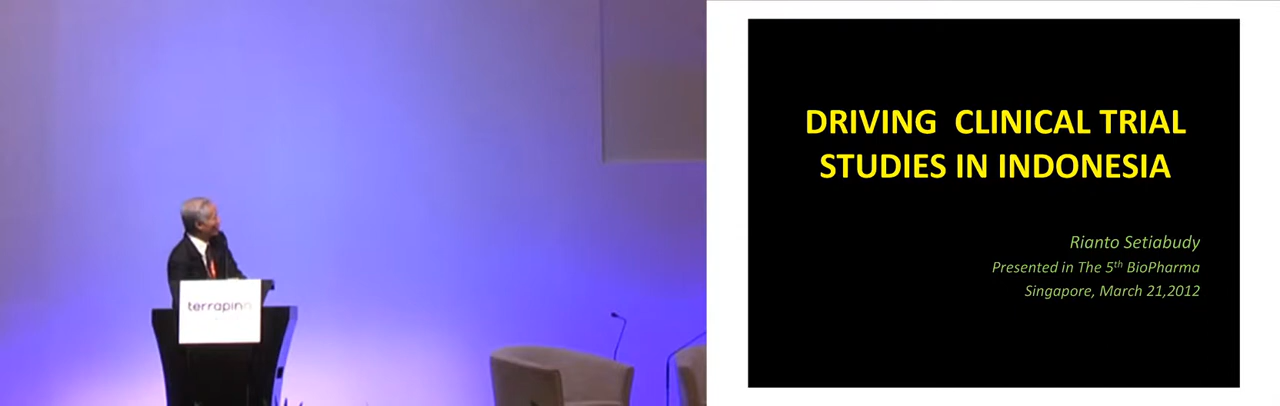 terrapinn
DRIVING CLINICAL TRIAL
STUDIES IN INDONESIA
Rianto Setiabudy
Presented in The 5th BioPharma
Singapore, March 21,2012